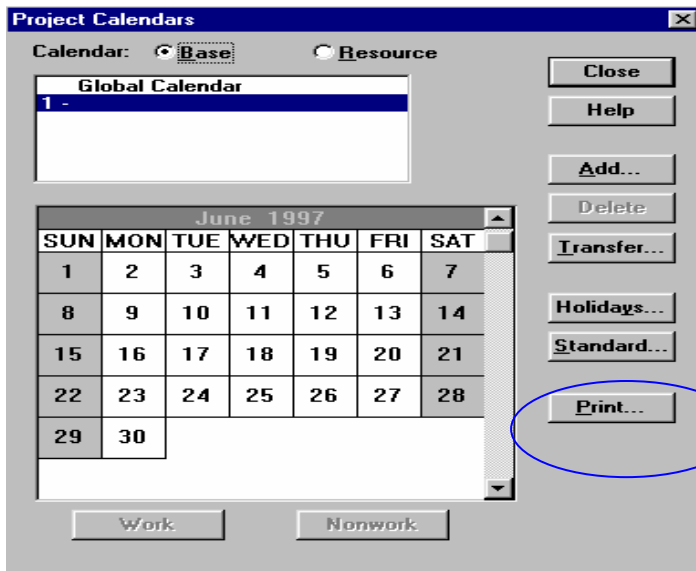 Project Calendars
Calendar: Base Resource
Global Calendar
1 -
Close
Help
Add...
Delete
Transfer...
Holidays...
Standard...
Print...
June 1997
SUN MON TUE WED THU FRI SAT
1 2 3 4 5 6 7
8 9 10 11 12 13 14
15 16 17 18 19 20 21
22 23 24 25 26 27 28
29 30
Work Nonwork